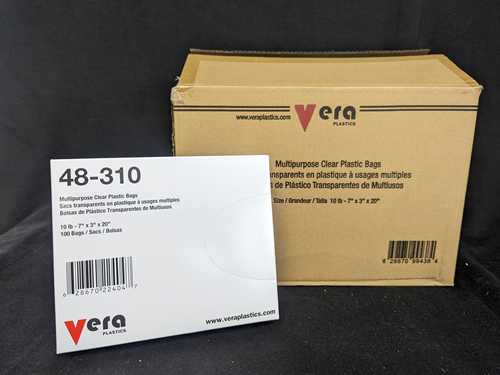 www.veraplastics.com
Vera
PLASTICS
Multipurpose Clear Plastic Bags
transparents en plastique à usages multiples
de Plástico Transparentes de Multiusos
Size / Grandeur / Talla 10 lb - 7" x 3" x 20"
6 28670 99438 4
48-310
Multipurpose Clear Plastic Bags
Sacs transparents en plastique à usages multiples
Bolsas de Plástico Transparentes de Multiusos
10 lb - 7" x 3" x 20"
100 Bags / Sacs / Bolsas
6 28670 22404 7
Vera
PLASTICS
www.veraplastics.com